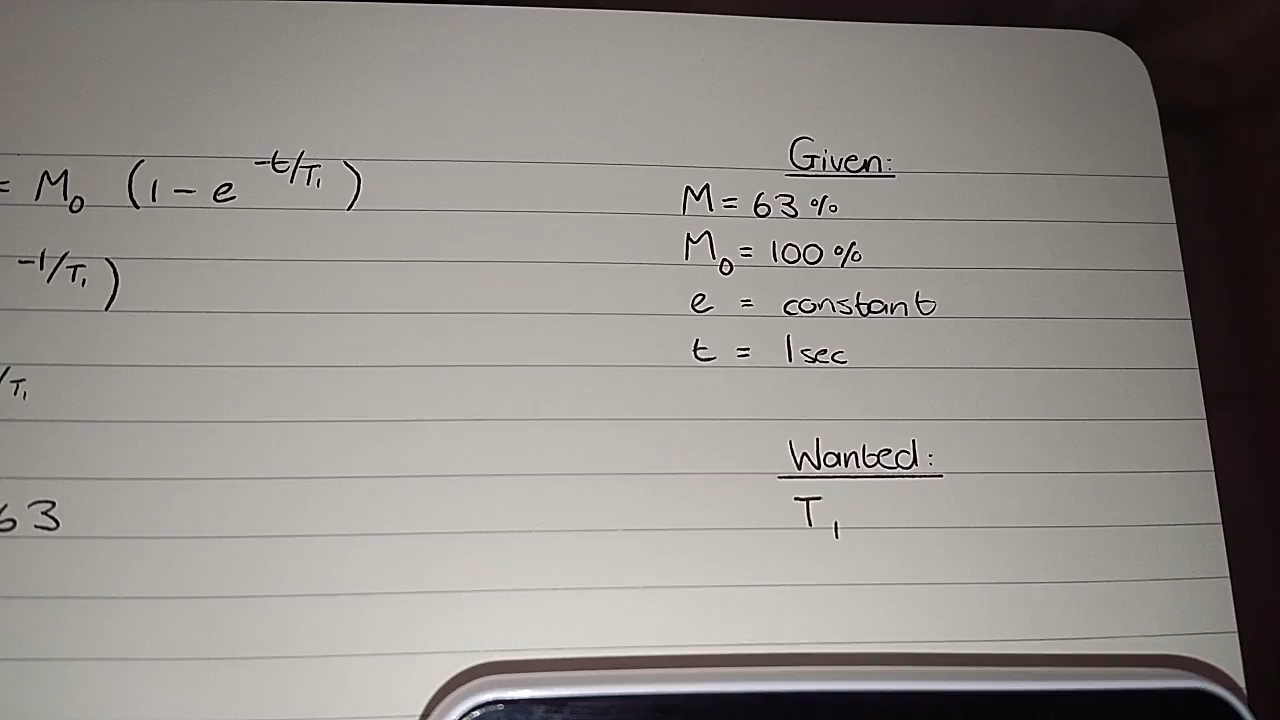 = M₀ (1 - e^-t/T₁)
-1/T₁)
/T₁
63
Given:
M = 63 %
M₀ = 100 %
e = constant
t = 1sec
Wanted:
T₁